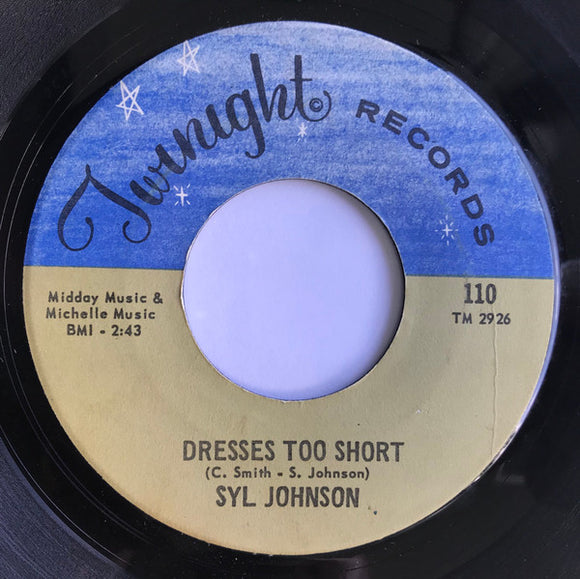 Twinight ©
RECORDS
Midday Music &
Michelle Music
BMI - 2:43
110
TM 2926
DRESSES TOO SHORT
(C. Smith - S. Johnson)
SYL JOHNSON